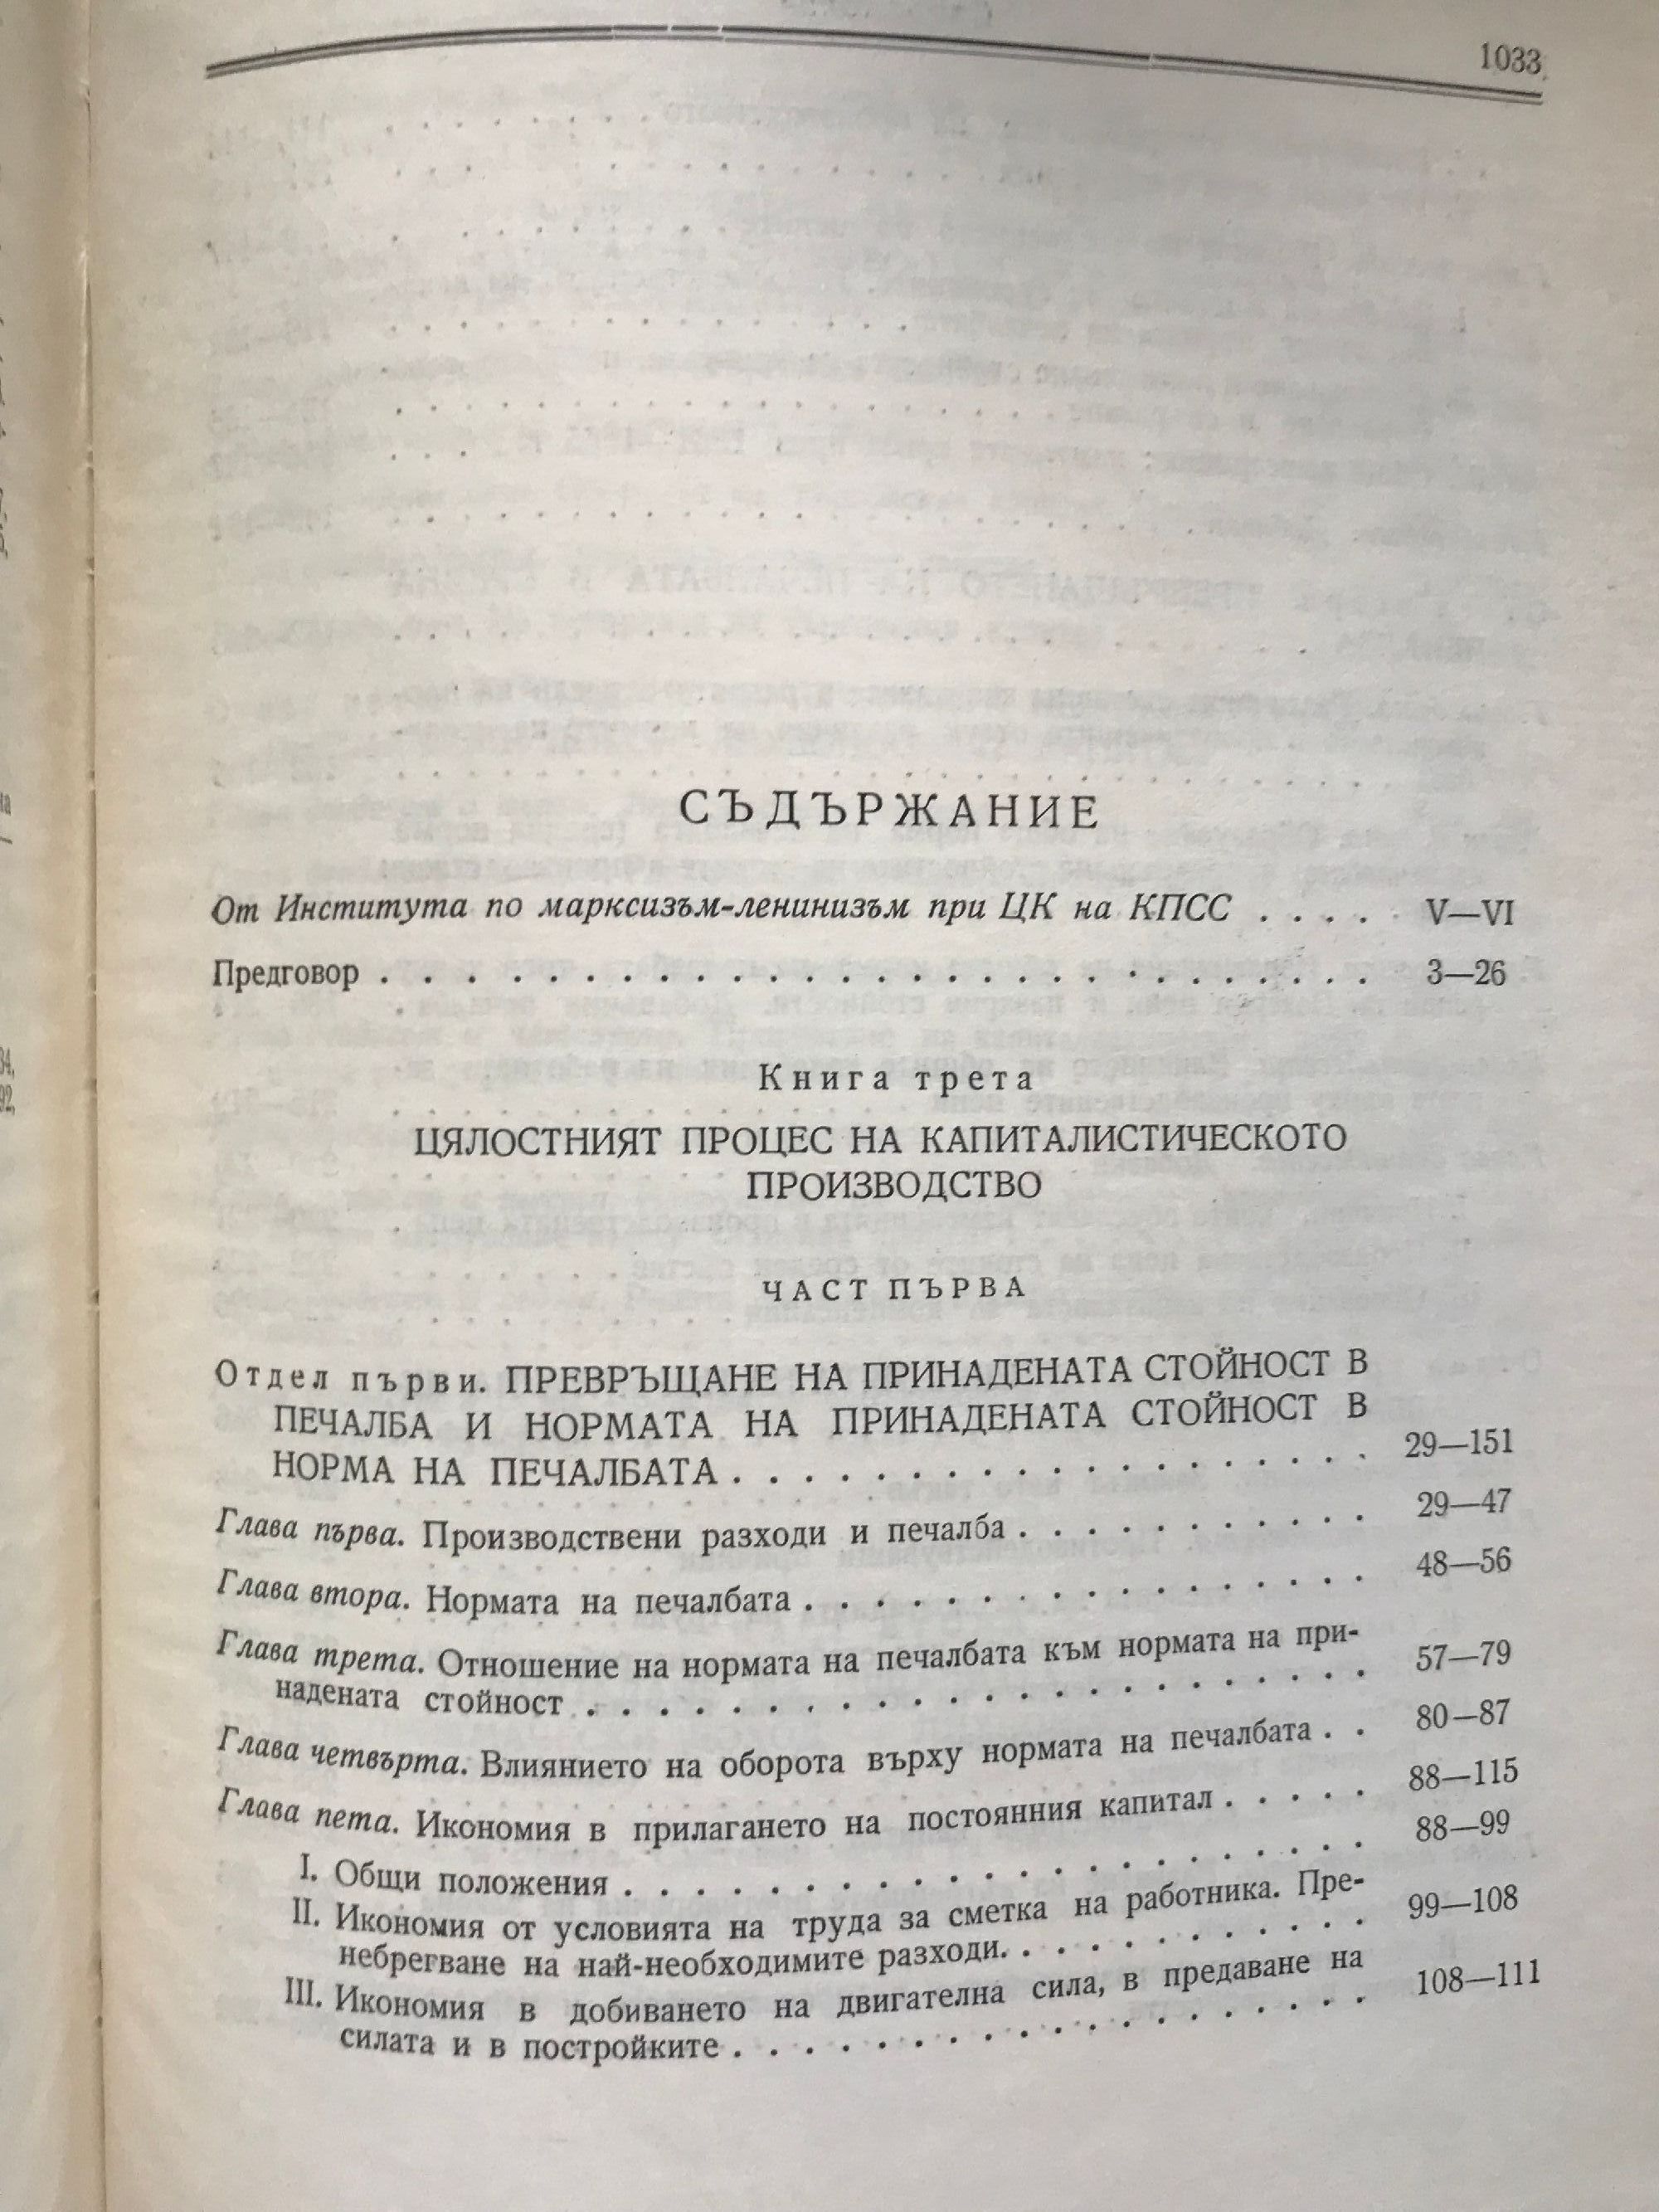 1033
СЪДЪРЖАНИЕ
От Института по марксизъм-ленинизъм при ЦК на КПСС . . . . V—VI
Предговор . . . . . . . . . . . . . . . . . . . 3—26
Книга трета
ЦЯЛОСТНИЯТ ПРОЦЕС НА КАПИТАЛИСТИЧЕСКОТО
ПРОИЗВОДСТВО
ЧАСТ ПЪРВА
Отдел първи. ПРЕВРЪЩАНЕ НА ПРИНАДЕНАТА СТОЙНОСТ В
ПЕЧАЛБА И НОРМАТА НА ПРИНАДЕНАТА СТОЙНОСТ В
НОРМА НА ПЕЧАЛБАТА . . . . . . . . . . . . . . . . . . 29—151
Глава първа. Производствени разходи и печалба . . . . . . . . . . . 29—47
Глава втора. Нормата на печалбата . . . . . . . . . . . . . . . . 48—56
Глава трета. Отношение на нормата на печалбата към нормата на при-
надената стойност . . . . . . . . . . . . . . . . . . . . . . 57—79
Глава четвърта. Влиянието на оборота върху нормата на печалбата . . 80—87
Глава пета. Икономия в прилагането на постоянния капитал . . . . . 88—115
I. Общи положения . . . . . . . . . . . . . . . . . . . . . 88—99
II. Икономия от условията на труда за сметка на работника. Пре-
небрегване на най-необходимите разходи. . . . . . . . . . . 99—108
III. Икономия в добиването на двигателна сила, в предаване на
силата и в постройките . . . . . . . . . . . . . . . . . . 108—111